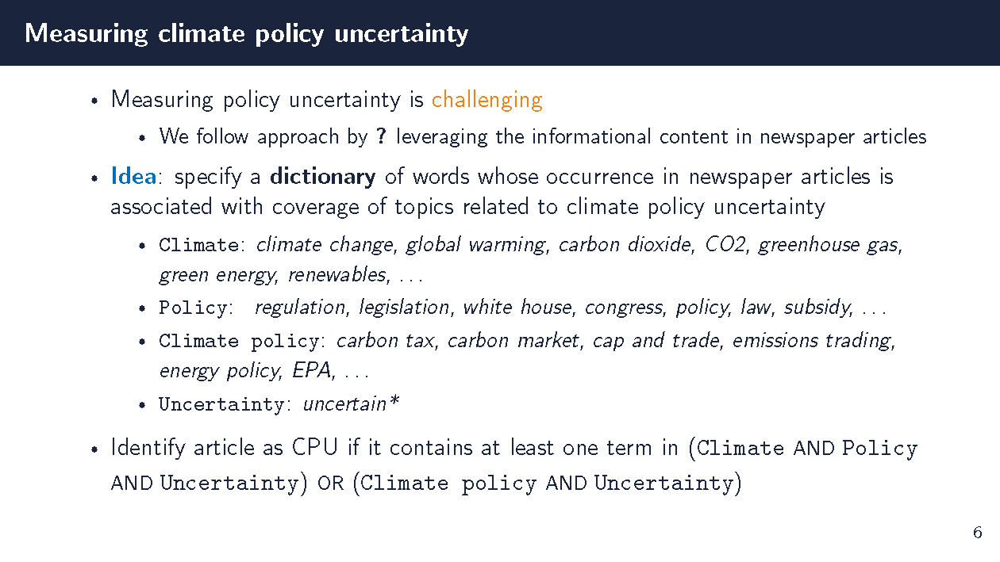 Measuring climate policy uncertainty
• Measuring policy uncertainty is challenging
• We follow approach by ? leveraging the informational content in newspaper articles
• Idea: specify a dictionary of words whose occurrence in newspaper articles is
associated with coverage of topics related to climate policy uncertainty
• Climate: climate change, global warming, carbon dioxide, CO2, greenhouse gas,
green energy, renewables, ...
• Policy: regulation, legislation, white house, congress, policy, law, subsidy, ...
• Climate policy: carbon tax, carbon market, cap and trade, emissions trading,
energy policy, EPA, ...
• Uncertainty: uncertain*
• Identify article as CPU if it contains at least one term in (Climate AND Policy
AND Uncertainty) OR (Climate policy AND Uncertainty)
6